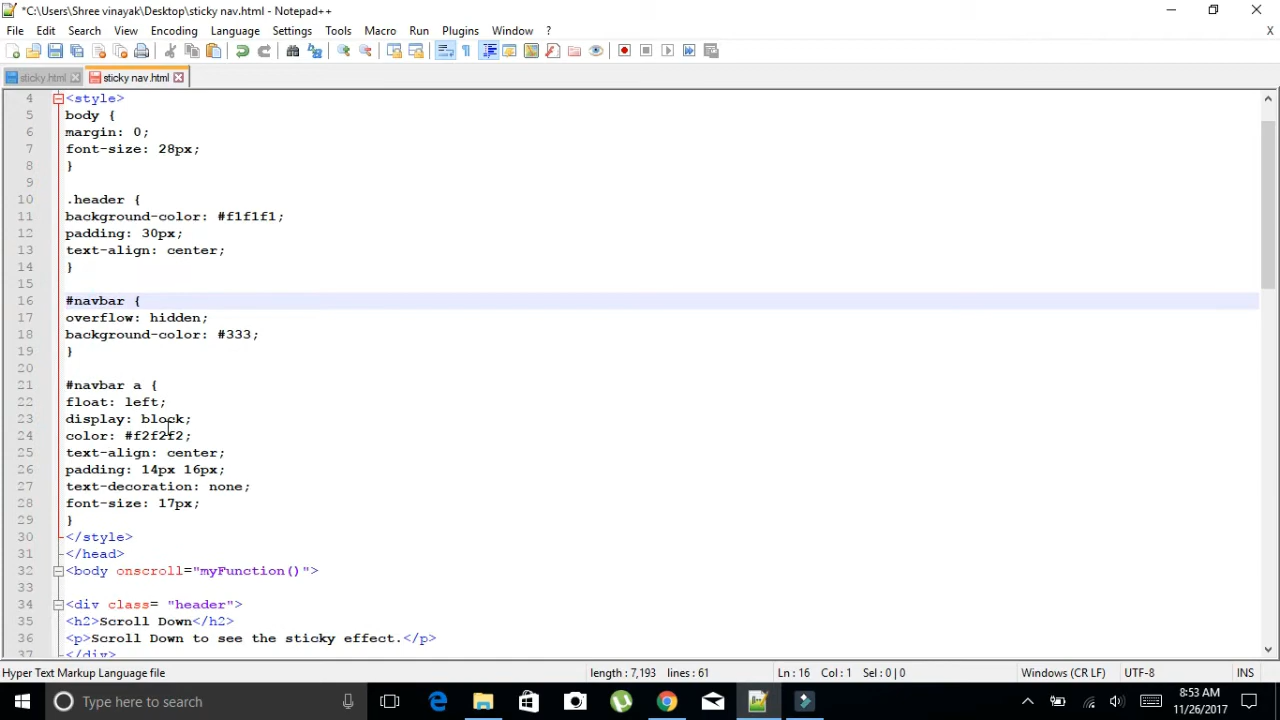 *C:\Users\Shree vinayak\Desktop\sticky nav.html - Notepad++
File Edit Search View Encoding Language Settings Tools Macro Run Plugins Window ? X
sticky.html sticky nav.html
4 <style>
5 body {
6 margin: 0;
7 font-size: 28px;
8 }
9
10 .header {
11 background-color: #f1f1f1;
12 padding: 30px;
13 text-align: center;
14 }
15
16 #navbar {
17 overflow: hidden;
18 background-color: #333;
19 }
20
21 #navbar a {
22 float: left;
23 display: block;
24 color: #f2f2f2;
25 text-align: center;
26 padding: 14px 16px;
27 text-decoration: none;
28 font-size: 17px;
29 }
30 </style>
31 </head>
32 <body onscroll="myFunction()">
33
34 <div class= "header">
35 <h2>Scroll Down</h2>
36 <p>Scroll Down to see the sticky effect.</p>
37 </div>
Hyper Text Markup Language file length : 7,193 lines : 61 Ln : 16 Col : 1 Sel : 0 | 0 Windows (CR LF) UTF-8 INS
Type here to search
8:53 AM
11/26/2017